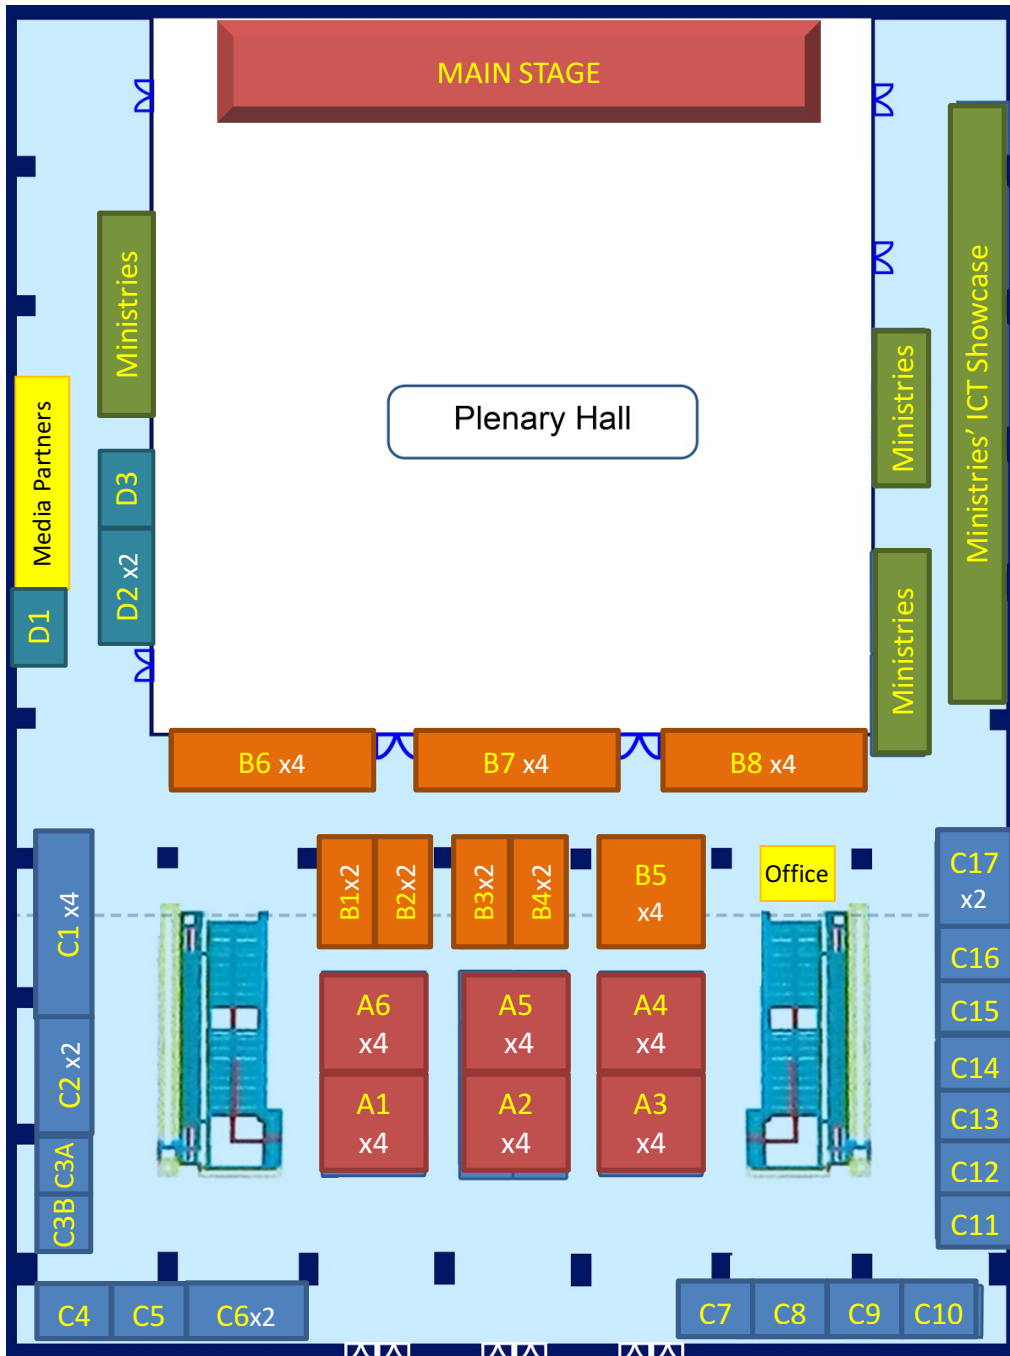 MAIN STAGE
Ministries
Ministries' ICT Showcase
Ministries
Plenary Hall
Media Partners
D3
D2 x2
D1
Ministries
B6 x4
B7 x4
B8 x4
B1x2
B2x2
B3x2
B4x2
B5
x4
Office
C1 x4
C2 x2
C3A
C3B
A6
x4
A5
x4
A4
x4
A1
x4
A2
x4
A3
x4
C17
x2
C16
C15
C14
C13
C12
C11
C4
C5
C6x2
C7
C8
C9
C10